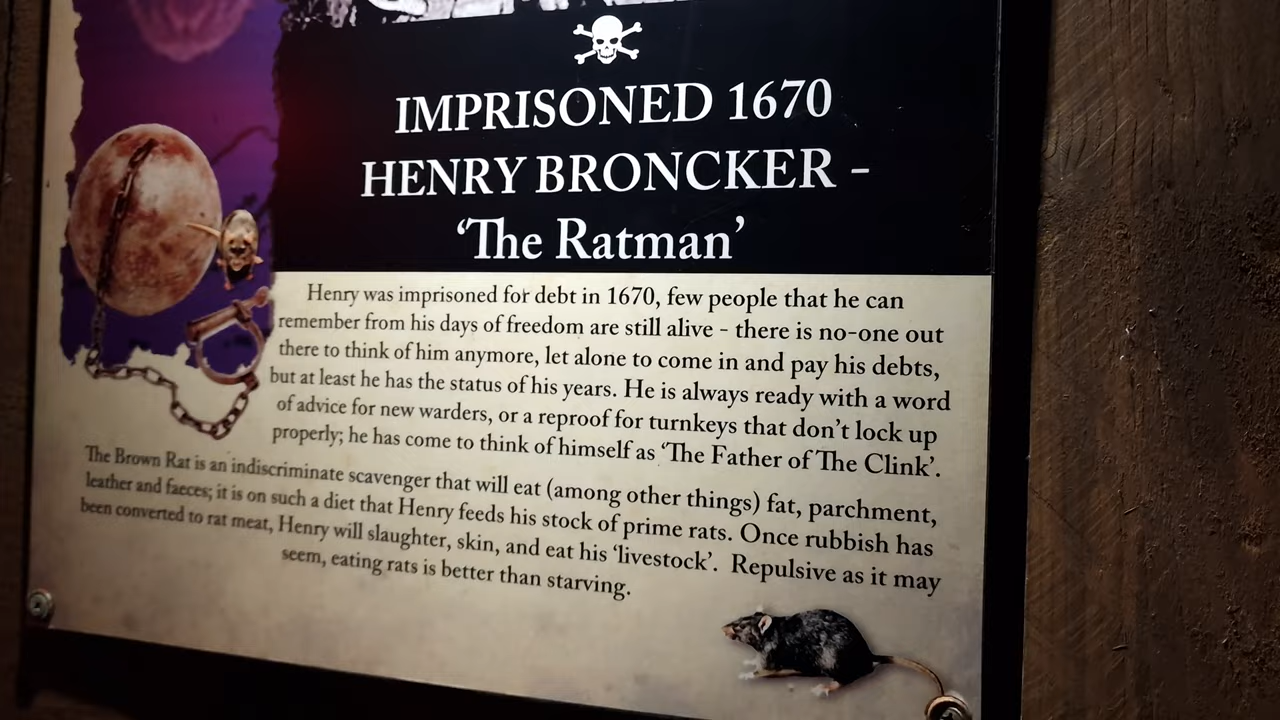 IMPRISONED 1670
HENRY BRONCKER -
‘The Ratman’
Henry was imprisoned for debt in 1670, few people that he can
remember from his days of freedom are still alive - there is no-one out
there to think of him anymore, let alone to come in and pay his debts,
but at least he has the status of his years. He is always ready with a word
of advice for new warders, or a reproof for turnkeys that don’t lock up
properly; he has come to think of himself as ‘The Father of The Clink’.
The Brown Rat is an indiscriminate scavenger that will eat (among other things) fat, parchment,
leather and faeces; it is on such a diet that Henry feeds his stock of prime rats. Once rubbish has
been converted to rat meat, Henry will slaughter, skin, and eat his ‘livestock’. Repulsive as it may
seem, eating rats is better than starving.